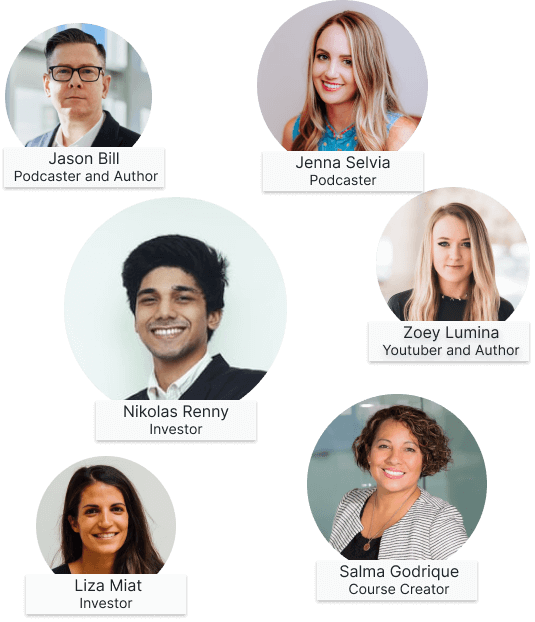 Jason Bill
Podcaster and Author
Jenna Selvia
Podcaster
Zoey Lumina
Youtuber and Author
Nikolas Renny
Investor
Salma Godrique
Course Creator
Liza Miat
Investor